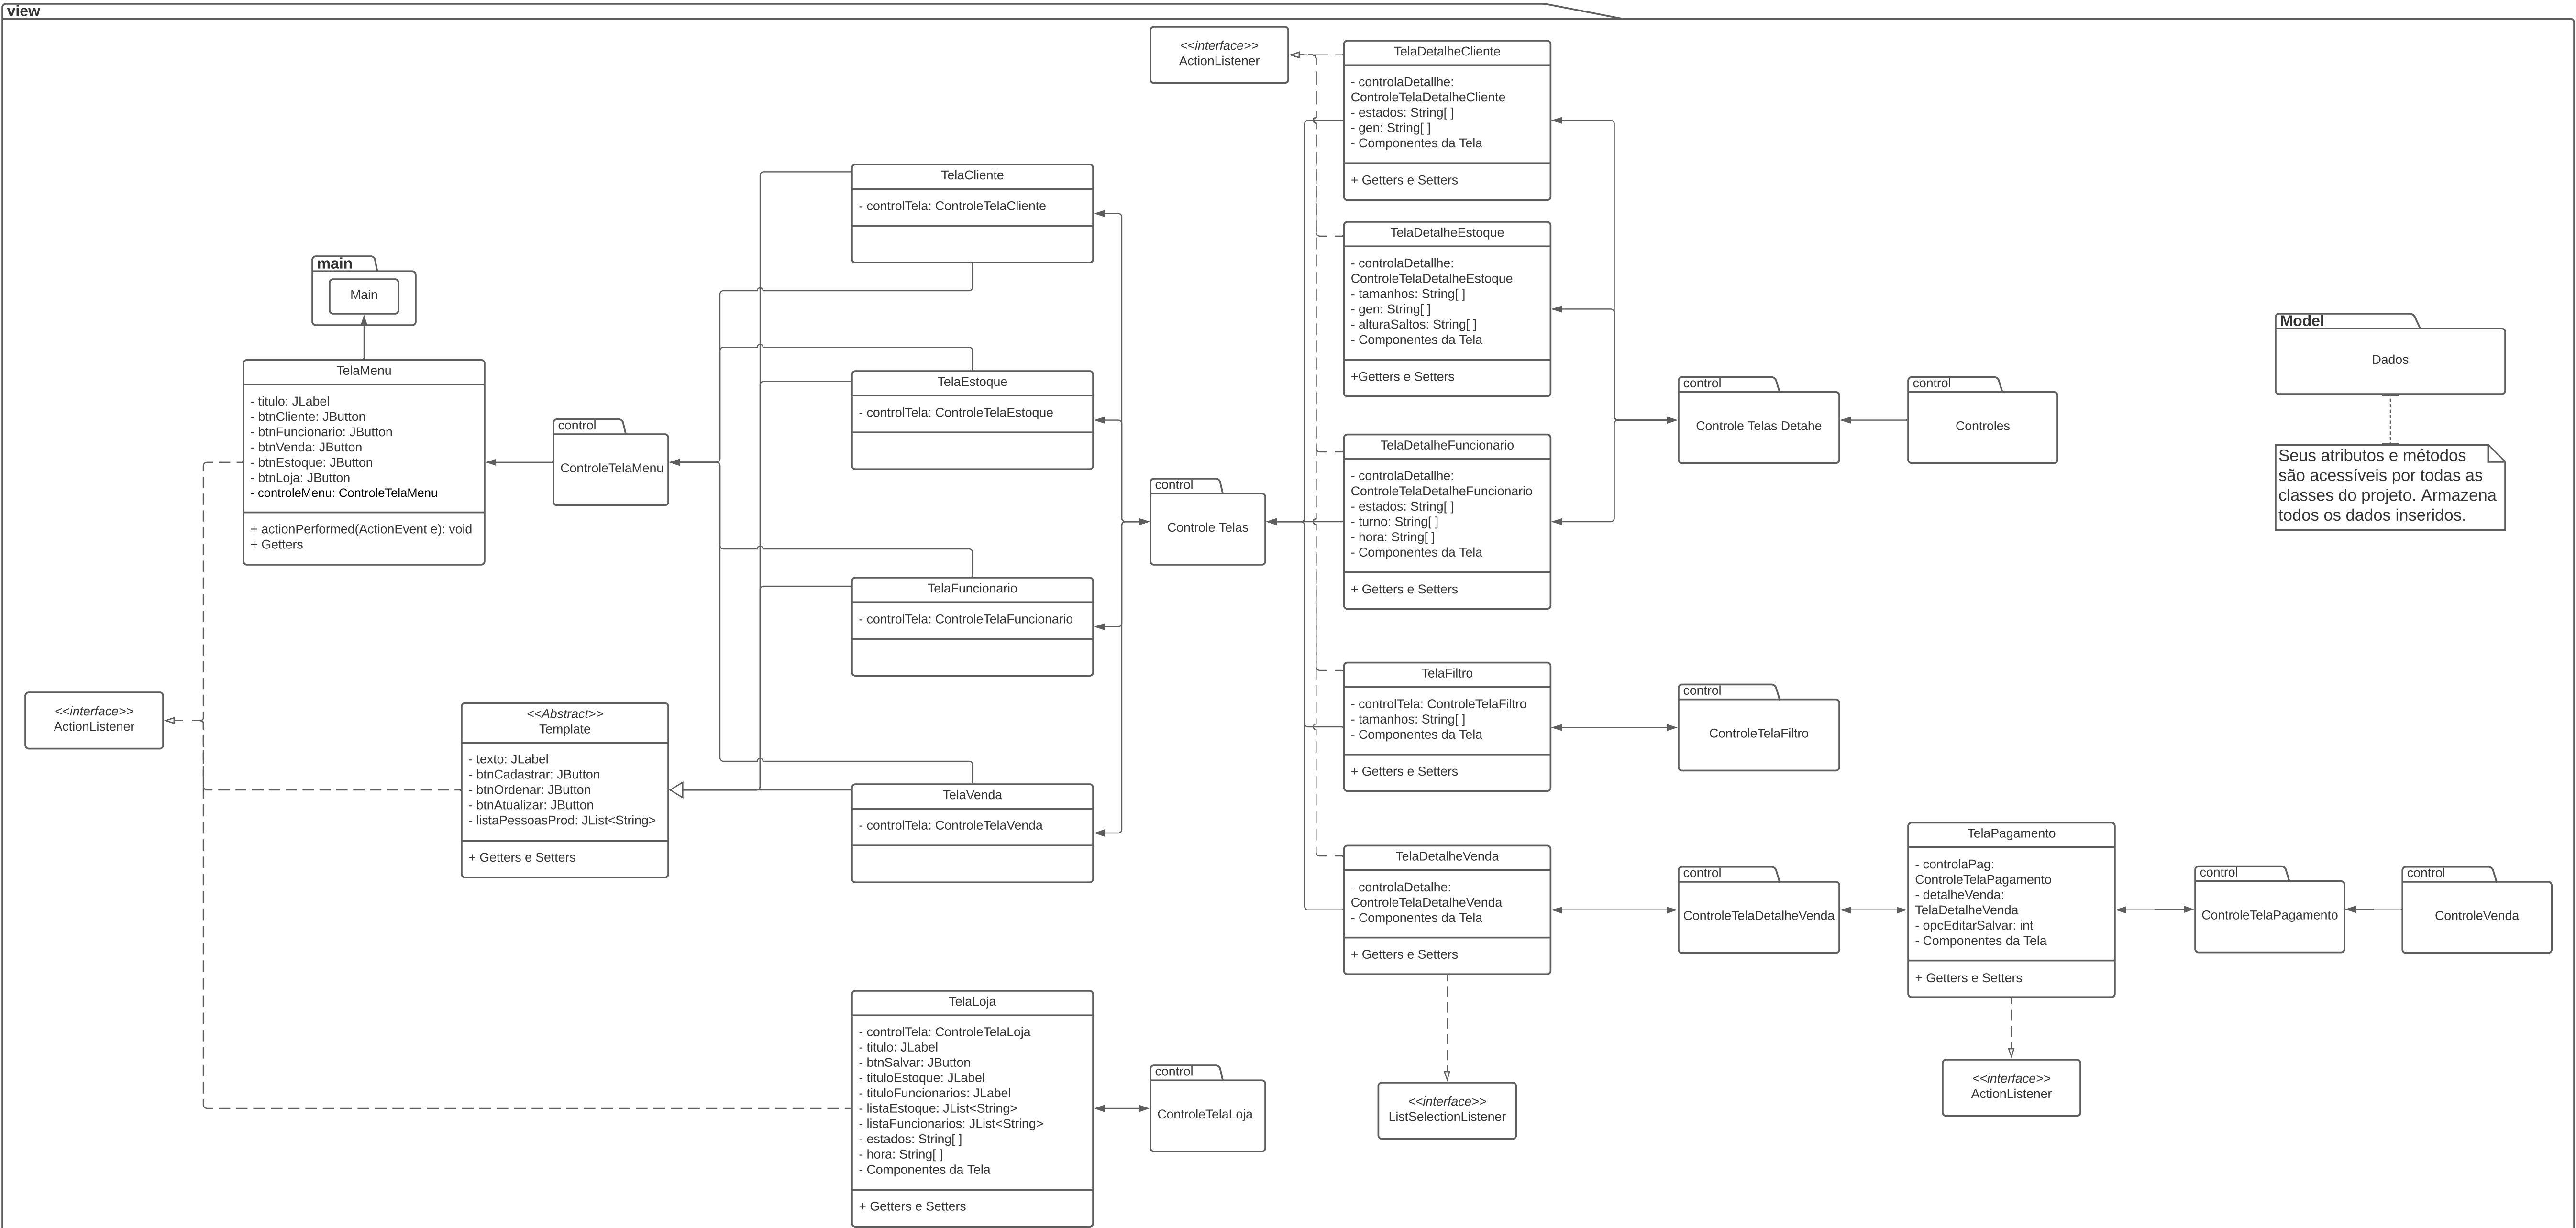 view
<<interface>>
ActionListener
TelaDetalheCliente
- controlaDetallhe:
ControleTelaDetalheCliente
- estados: String[ ]
- gen: String[ ]
- Componentes da Tela
+ Getters e Setters
TelaCliente
- controlTela: ControleTelaCliente
TelaDetalheEstoque
- controlaDetallhe:
ControleTelaDetalheEstoque
- tamanhos: String[ ]
- gen: String[ ]
- alturaSaltos: String[ ]
- Componentes da Tela
+Getters e Setters
main
Main
Model
Dados
Seus atributos e métodos
são acessíveis por todas as
classes do projeto. Armazena
todos os dados inseridos.
TelaMenu
- titulo: JLabel
- btnCliente: JButton
- btnFuncionario: JButton
- btnVenda: JButton
- btnEstoque: JButton
- btnLoja: JButton
- controleMenu: ControleTelaMenu
+ actionPerformed(ActionEvent e): void
+ Getters
control
ControleTelaMenu
TelaEstoque
- controlTela: ControleTelaEstoque
control
Controle Telas
control
Controle Telas Detahe
control
Controles
TelaDetalheFuncionario
- controlaDetallhe:
ControleTelaDetalheFuncionario
- estados: String[ ]
- turno: String[ ]
- hora: String[ ]
- Componentes da Tela
+ Getters e Setters
TelaFuncionario
- controlTela: ControleTelaFuncionario
TelaFiltro
- controlTela: ControleTelaFiltro
- tamanhos: String[ ]
- Componentes da Tela
+ Getters e Setters
control
ControleTelaFiltro
<<interface>>
ActionListener
<<Abstract>>
Template
- texto: JLabel
- btnCadastrar: JButton
- btnOrdenar: JButton
- btnAtualizar: JButton
- listaPessoasProd: JList<String>
+ Getters e Setters
TelaVenda
- controlTela: ControleTelaVenda
TelaDetalheVenda
- controlaDetalhe:
ControleTelaDetalheVenda
- Componentes da Tela
+ Getters e Setters
control
ControleTelaDetalheVenda
TelaPagamento
- controlaPag:
ControleTelaPagamento
- detalheVenda:
TelaDetalheVenda
- opcEditarSalvar: int
- Componentes da Tela
+ Getters e Setters
control
ControleTelaPagamento
control
ControleVenda
TelaLoja
- controlTela: ControleTelaLoja
- titulo: JLabel
- btnSalvar: JButton
- tituloEstoque: JLabel
- tituloFuncionarios: JLabel
- listaEstoque: JList<String>
- listaFuncionarios: JList<String>
- estados: String[ ]
- hora: String[ ]
- Componentes da Tela
+ Getters e Setters
control
ControleTelaLoja
<<interface>>
ListSelectionListener
<<interface>>
ActionListener